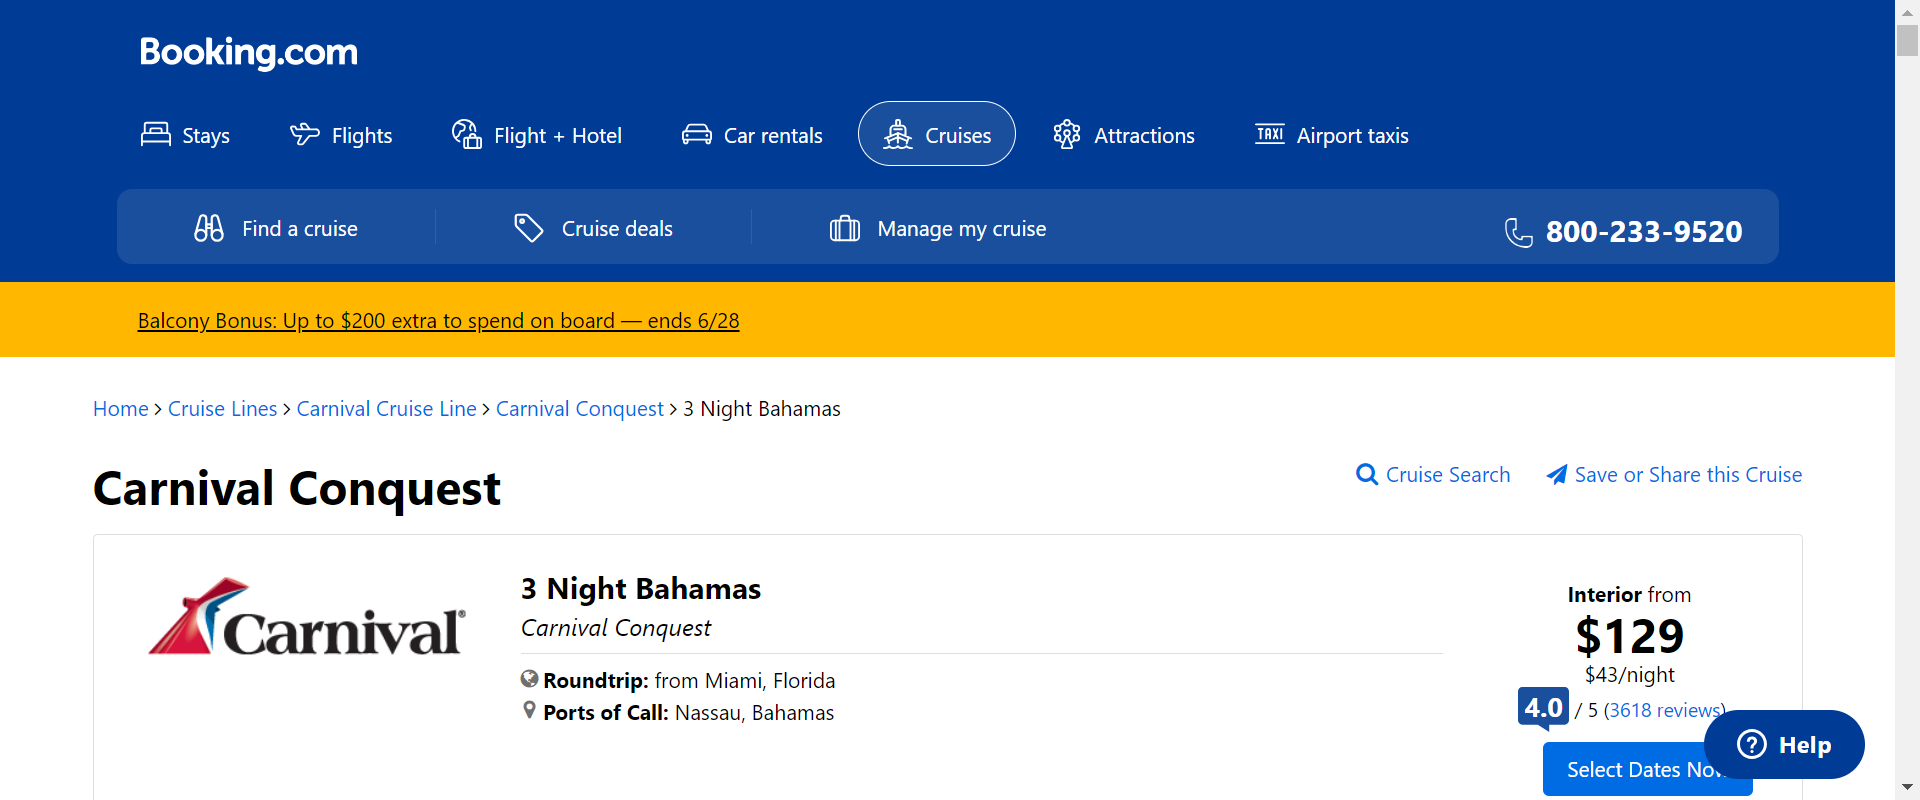 Booking.com
Stays
Flights
Flight + Hotel
Car rentals
Cruises
Attractions
TAXI
Airport taxis
Find a cruise
Cruise deals
Manage my cruise
800-233-9520
Balcony Bonus: Up to $200 extra to spend on board — ends 6/28
Home > Cruise Lines > Carnival Cruise Line > Carnival Conquest > 3 Night Bahamas
Carnival Conquest
Cruise Search
Save or Share this Cruise
Carnival®
3 Night Bahamas
Carnival Conquest
Roundtrip: from Miami, Florida
Ports of Call: Nassau, Bahamas
Interior from
$129
$43/night
4.0 / 5 (3618 reviews)
Select Dates Now
Help